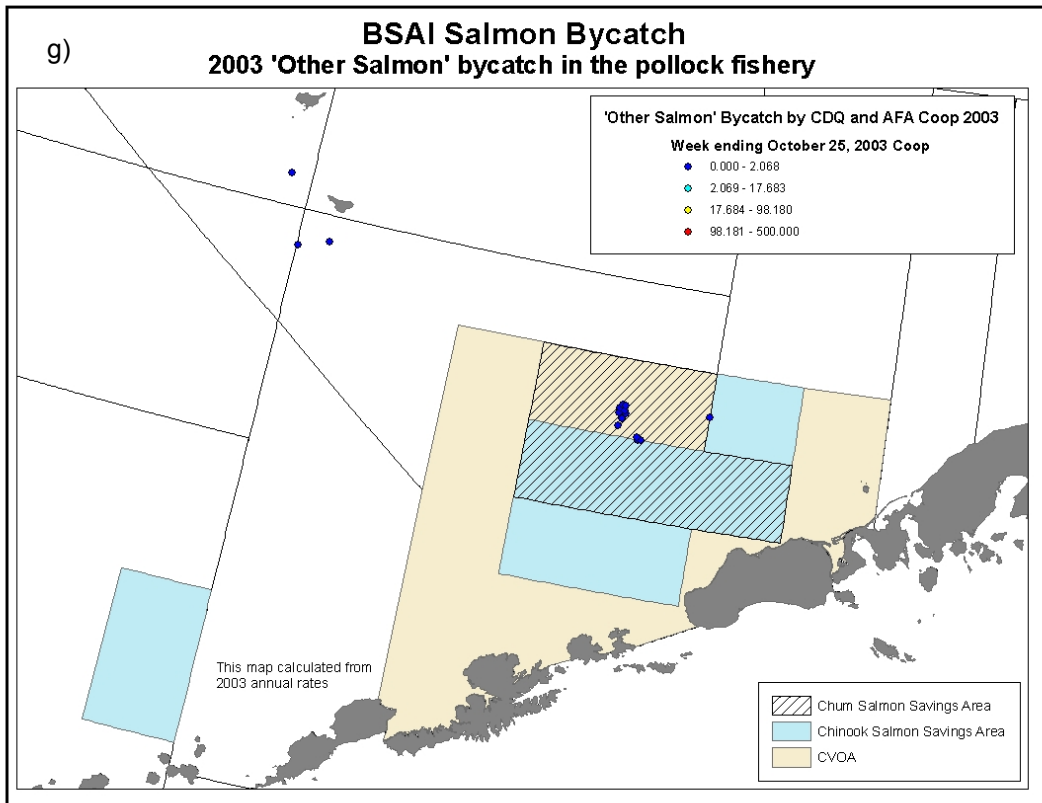 g)
BSAI Salmon Bycatch
2003 'Other Salmon' bycatch in the pollock fishery
'Other Salmon' Bycatch by CDQ and AFA Coop 2003
Week ending October 25, 2003 Coop
0.000 - 2.068
2.069 - 17.683
17.684 - 98.180
98.181 - 500.000
This map calculated from
2003 annual rates
Chum Salmon Savings Area
Chinook Salmon Savings Area
CVOA